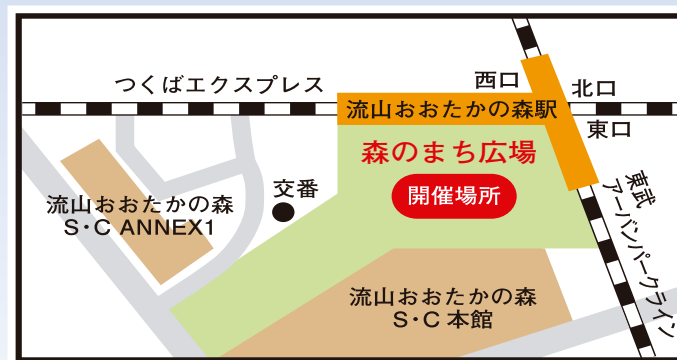 つくばエクスプレス
西口
北口
流山おおたかの森駅
東口
森のまち広場
開催場所
交番
流山おおたかの森
S・C ANNEX1
東武
アーバンパークライン
流山おおたかの森
S・C 本館